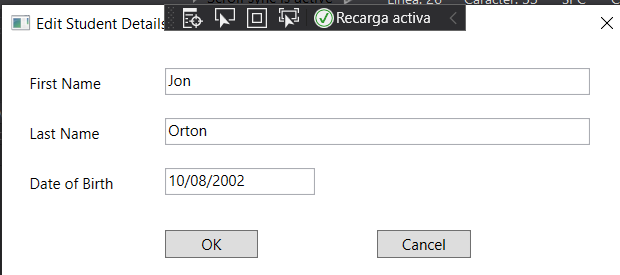 Edit Student Details
Recarga activa
First Name
Jon
Last Name
Orton
Date of Birth
10/08/2002
OK
Cancel